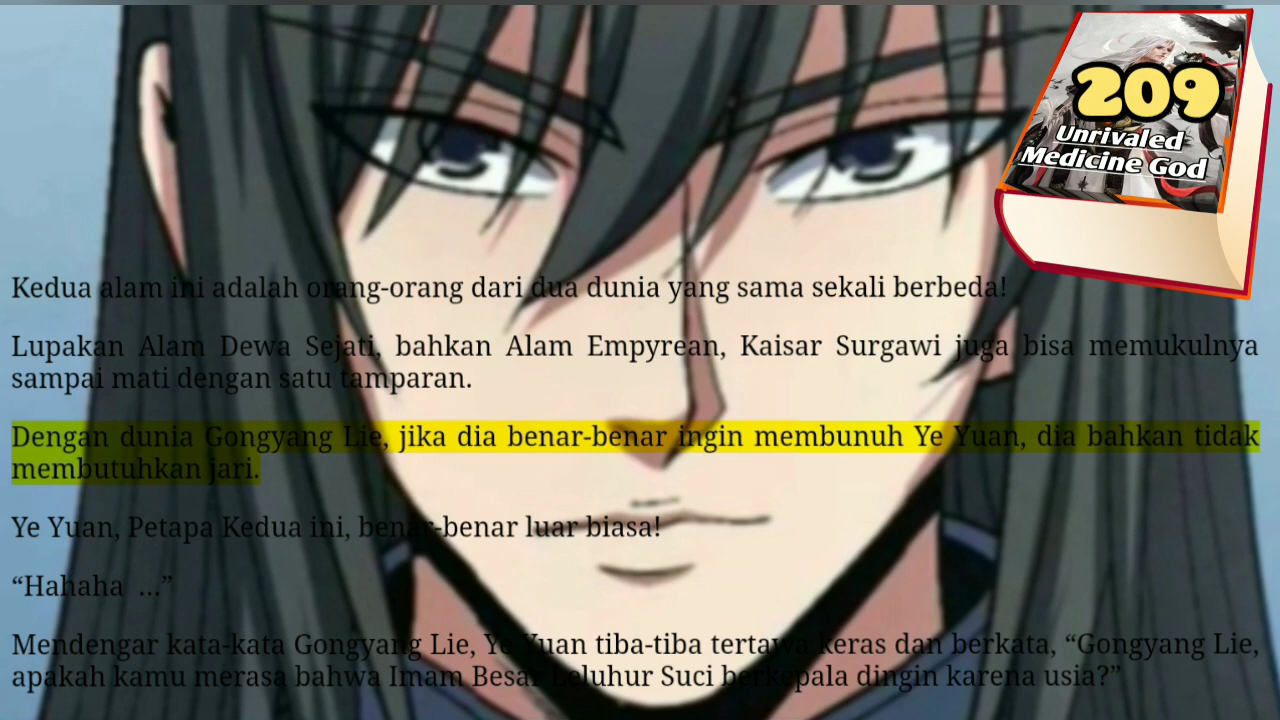 209
Unrivaled
Medicine God
Kedua alam ini adalah orang-orang dari dua dunia yang sama sekali berbeda!
Lupakan Alam Dewa Sejati, bahkan Alam Empyrean, Kaisar Surgawi juga bisa memukulnya
sampai mati dengan satu tamparan.
Dengan dunia Gongyang Lie, jika dia benar-benar ingin membunuh Ye Yuan, dia bahkan tidak
membutuhkan jari.
Ye Yuan, Petapa Kedua ini, benar-benar luar biasa!
“Hahaha …”
Mendengar kata-kata Gongyang Lie, Ye Yuan tiba-tiba tertawa keras dan berkata, “Gongyang Lie,
apakah kamu merasa bahwa Imam Besar Leluhur Suci berkepala dingin karena usia?”